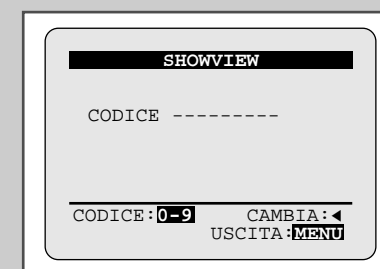 SHOWVIEW
CODICE ---------
CODICE:0-9 CAMBIA:◀
USCITA:MENU